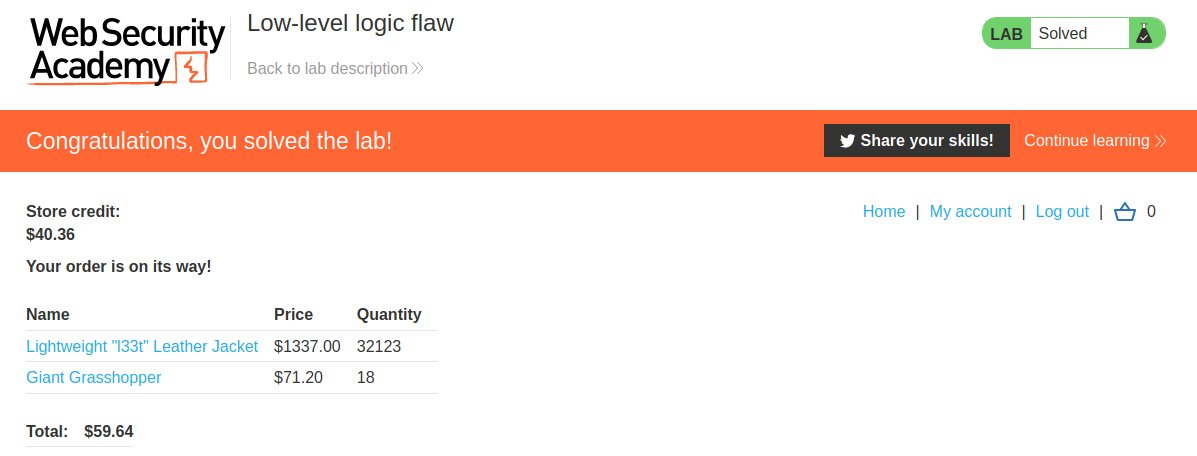 Web Security
Academy
Low-level logic flaw
Back to lab description
LAB Solved
Congratulations, you solved the lab!
Share your skills! Continue learning
Store credit:
$40.36
Home | My account | Log out | 0
Your order is on its way!
Name Price Quantity
Lightweight "l33t" Leather Jacket $1337.00 32123
Giant Grasshopper $71.20 18
Total: $59.64